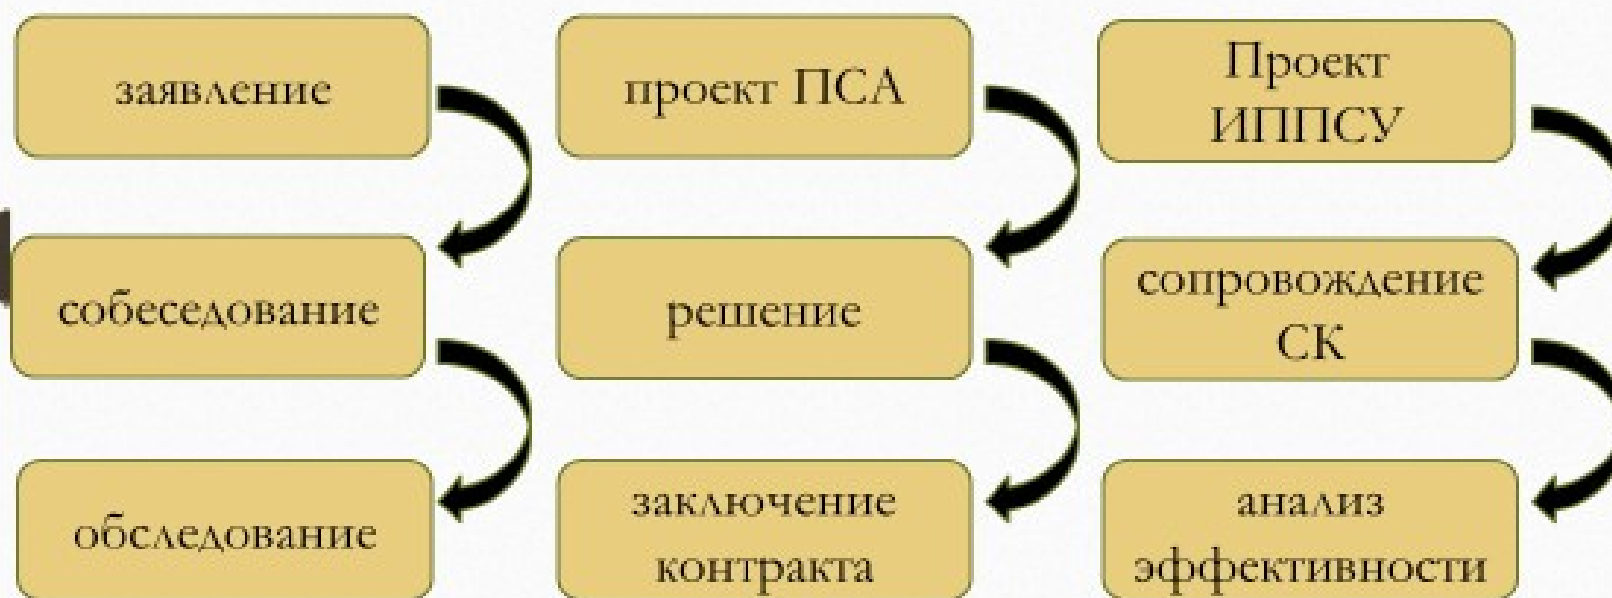 заявление
собеседование
обследование
проект ПСА
решение
заключение
контракта
Проект
ИППСУ
сопровождение
СК
анализ
эффективности